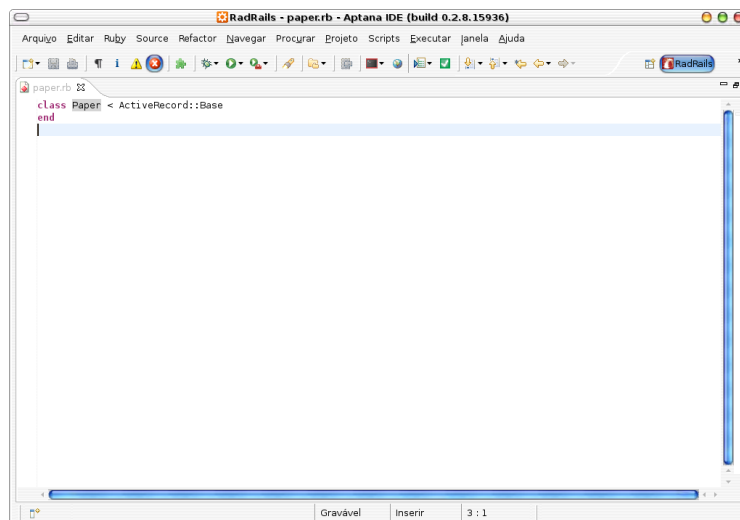 RadRails - paper.rb - Aptana IDE (build 0.2.8.15936)
Arquivo Editar Ruby Source Refactor Navegar Procurar Projeto Scripts Executar Janela Ajuda
RadRails
paper.rb
class Paper < ActiveRecord::Base
end
Gravável Inserir 3 : 1